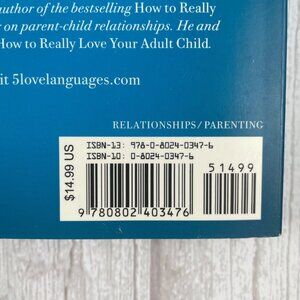 author of the bestselling How to Really
on parent-child relationships. He and
How to Really Love Your Adult Child.
it 5lovelanguages.com
RELATIONSHIPS/PARENTING
ISBN-13: 978-0-8024-0347-6
ISBN-10: 0-8024-0347-6
51499
$14.99 US
9 780802 403476